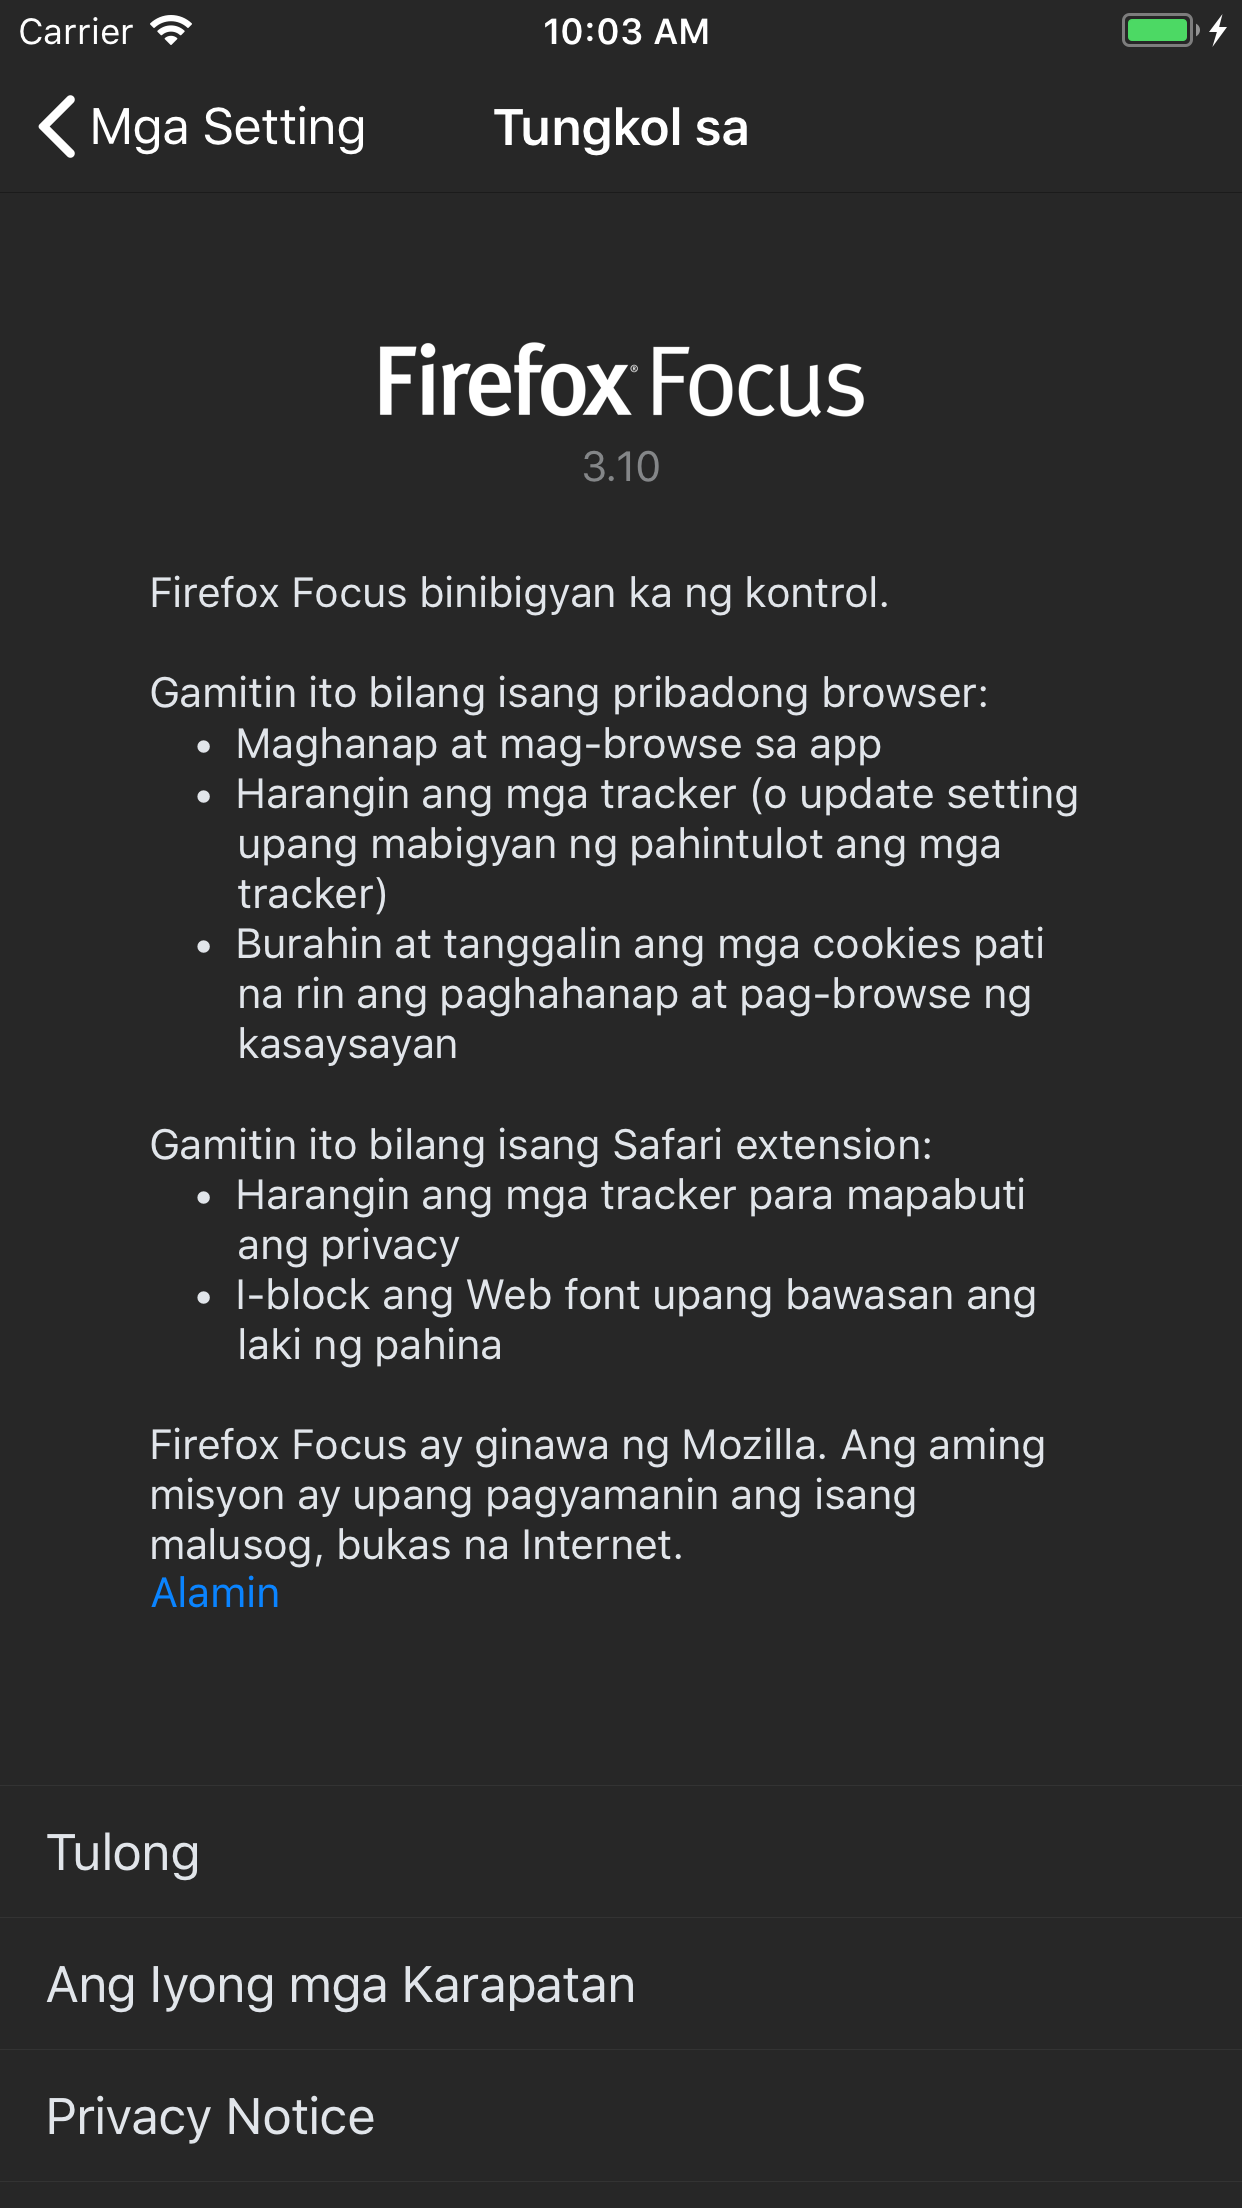 Carrier
10:03 AM
Mga Setting
Tungkol sa
Firefox® Focus
3.10
Firefox Focus binibigyan ka ng kontrol.
Gamitin ito bilang isang pribadong browser:
• Maghanap at mag-browse sa app
• Harangin ang mga tracker (o update setting
upang mabigyan ng pahintulot ang mga
tracker)
• Burahin at tanggalin ang mga cookies pati
na rin ang paghahanap at pag-browse ng
kasaysayan
Gamitin ito bilang isang Safari extension:
• Harangin ang mga tracker para mapabuti
ang privacy
• I-block ang Web font upang bawasan ang
laki ng pahina
Firefox Focus ay ginawa ng Mozilla. Ang aming
misyon ay upang pagyamanin ang isang
malusog, bukas na Internet.
Alamin
Tulong
Ang Iyong mga Karapatan
Privacy Notice